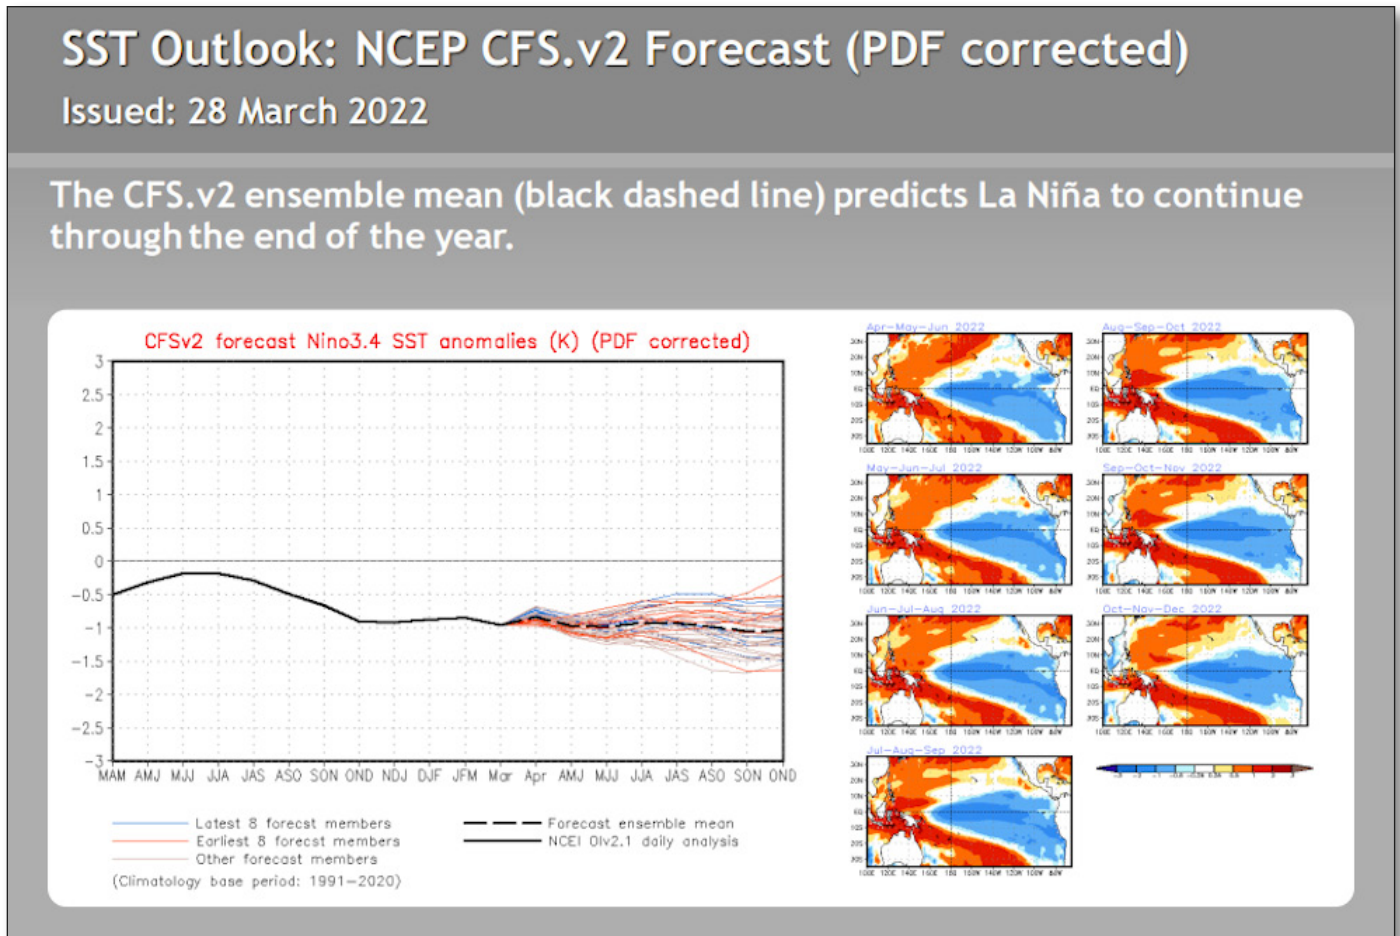 SST Outlook: NCEP CFS.v2 Forecast (PDF corrected)
Issued: 28 March 2022
The CFS.v2 ensemble mean (black dashed line) predicts La Niña to continue
through the end of the year.
CFSv2 forecast Nino3.4 SST anomalies (K) (PDF corrected)
3
2.5
2
1.5
1
0.5
0
-0.5
-1
-1.5
-2
-2.5
-3
MAM AMJ MJJ JJA JAS ASO SON OND NDJ DJF JFM Mar Apr AMJ MJJ JJA JAS ASO SON OND
Latest 8 forecst members
Earliest 8 forecst members
Other forecast members
(Climatology base period: 1991-2020)
Forecast ensemble mean
NCEI OIv2.1 daily analysis
Apr-May-Jun 2022
May-Jun-Jul 2022
Jun-Jul-Aug 2022
Jul-Aug-Sep 2022
Aug-Sep-Oct 2022
Sep-Oct-Nov 2022
Oct-Nov-Dec 2022